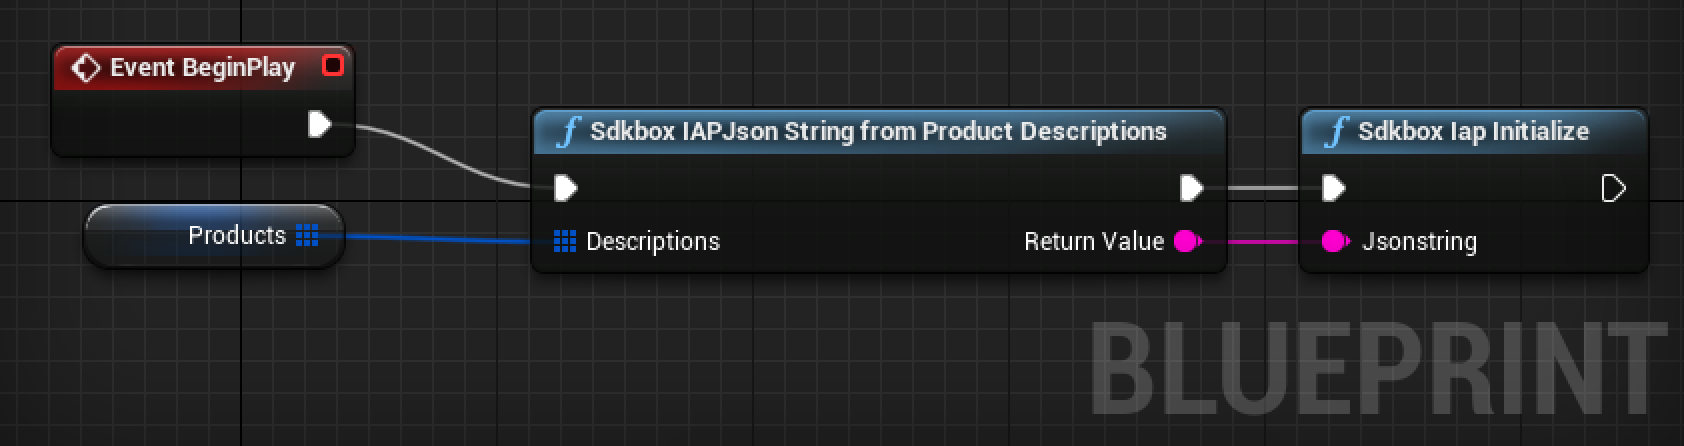 Event BeginPlay
Products
Sdkbox IAPJson String from Product Descriptions
Descriptions
Return Value
Sdkbox Iap Initialize
Jsonstring
BLUEPRINT